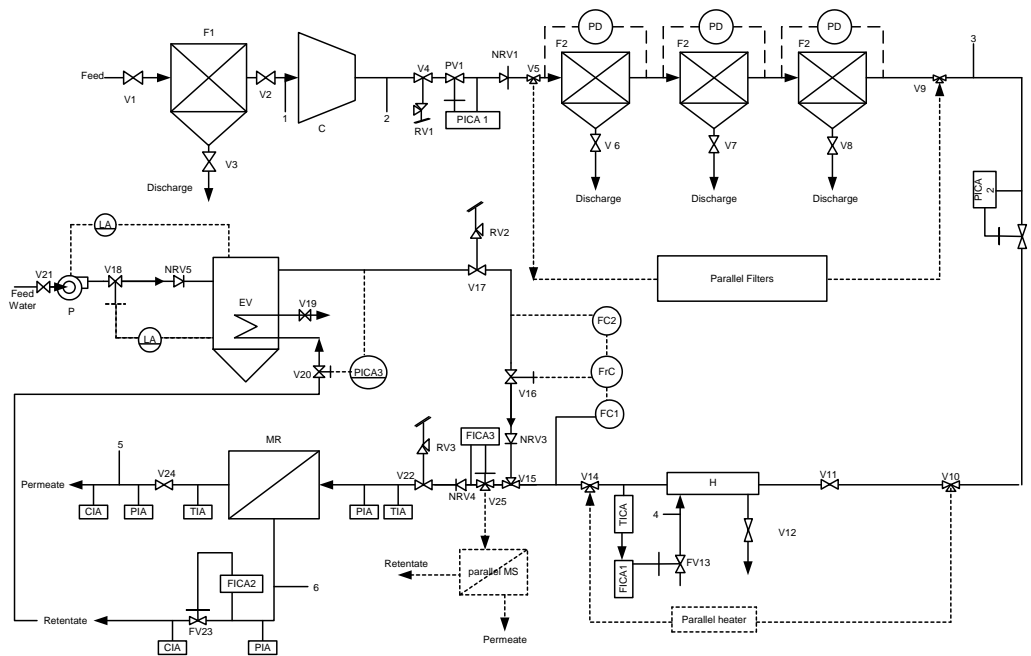 F1
PD
PD
PD
Feed
V1
V2
V3
Discharge
1
C
2
V4
RV1
PV1
PICA 1
NRV1
V5
F2
F2
F2
V 6
V7
V8
Discharge
Discharge
Discharge
V9
3
PICA 2
Parallel Filters
LA
V21
Feed
Water
P
V18
NRV5
LA
EV
V19
V20
PICA3
RV2
V17
FC2
FrC
FC1
V16
NRV3
V15
MR
5
Permeate
V24
CIA
PIA
TIA
PIA
TIA
RV3
V22
FICA3
NRV4
V25
V14
H
V11
V10
TICA
4
V12
FICA1
FV13
Retentate
parallel MS
Permeate
Parallel heater
FICA2
6
Retentate
FV23
CIA
PIA